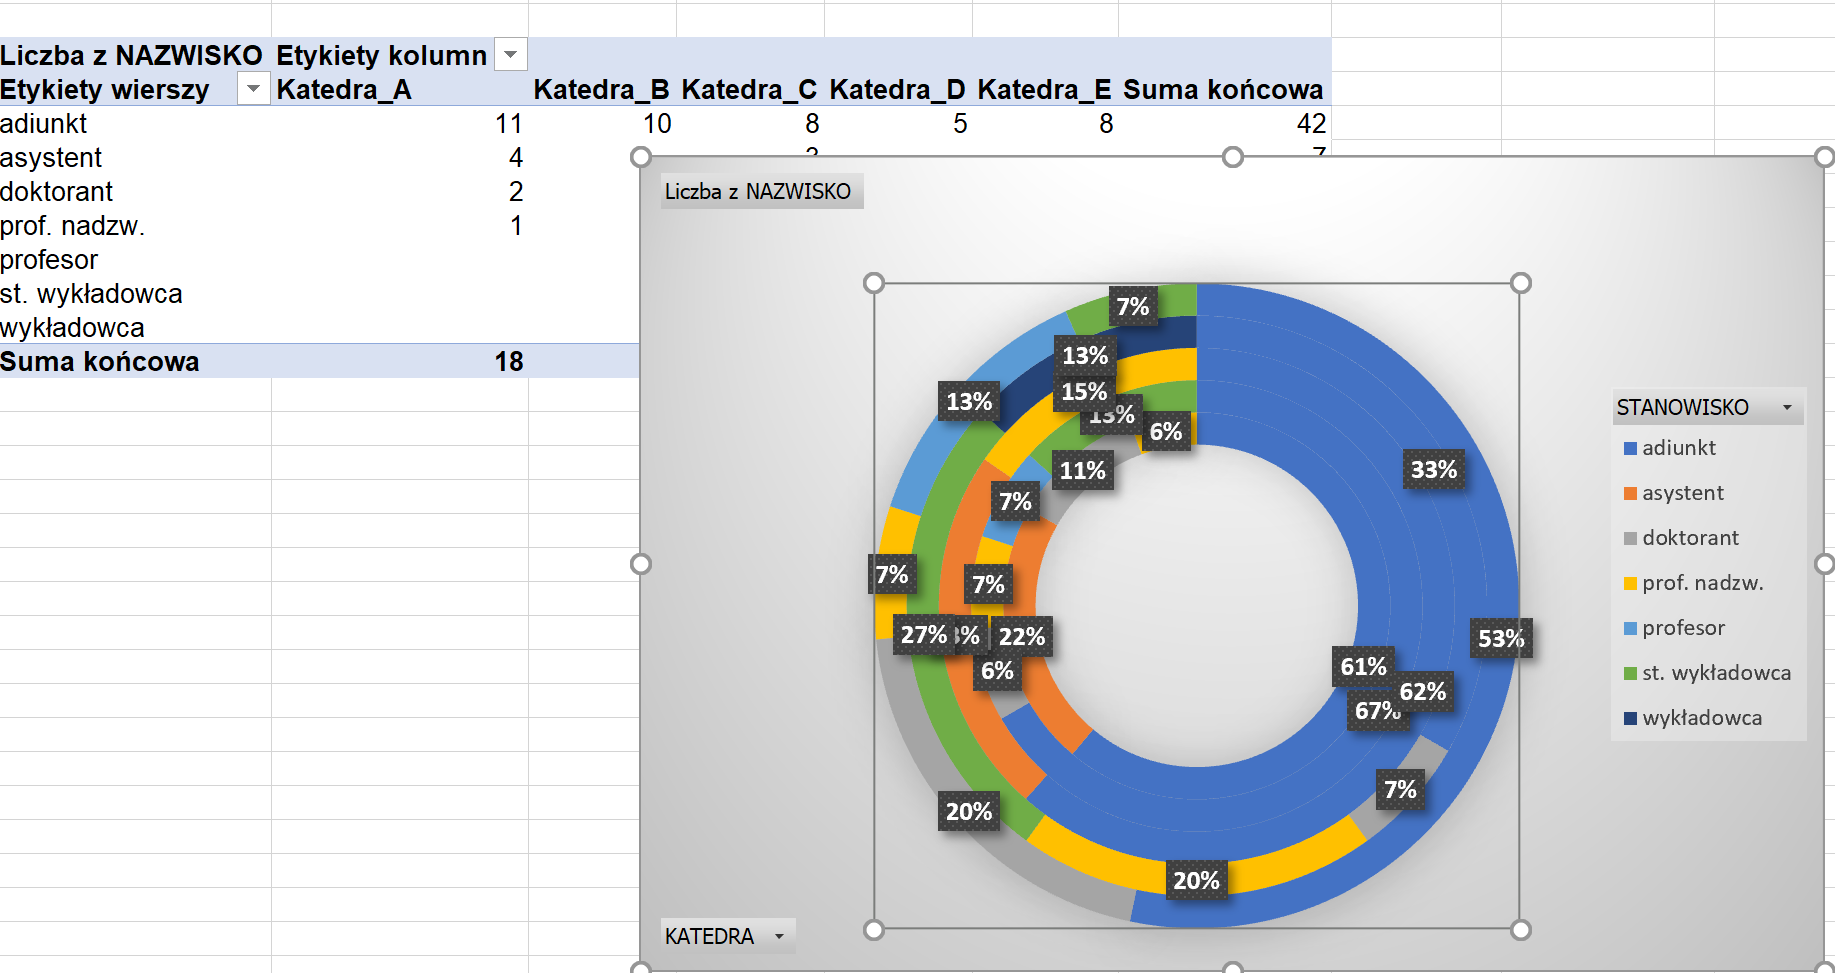 Liczba z NAZWISKO Etykiety kolumn
Etykiety wierszy Katedra_A Katedra_B Katedra_C Katedra_D Katedra_E Suma końcowa
adiunkt 11 10 8 5 8 42
asystent 4
doktorant 2
prof. nadzw. 1
profesor
st. wykładowca
wykładowca
Suma końcowa 18
Liczba z NAZWISKO
7%
13%
15%
13%
13%
6%
11%
33%
7%
7%
7%
27%
22%
53%
6%
61%
62%
67%
7%
20%
20%
STANOWISKO
adiunkt
asystent
doktorant
prof. nadzw.
profesor
st. wykładowca
wykładowca
KATEDRA